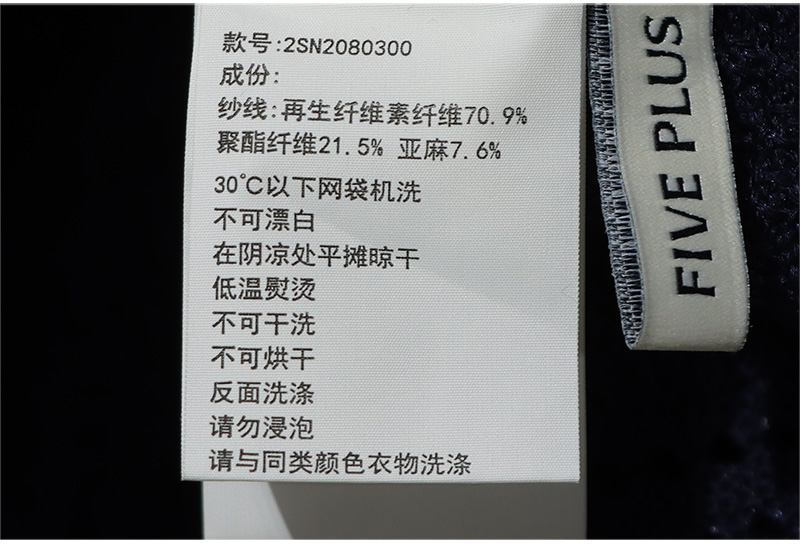 款号:2SN2080300
成份:
纱线:再生纤维素纤维70.9%
聚酯纤维21.5% 亚麻7.6%
30℃以下网袋机洗
不可漂白
在阴凉处平摊晾干
低温熨烫
不可干洗
不可烘干
反面洗涤
请勿浸泡
请与同类颜色衣物洗涤
FIVE PLUS